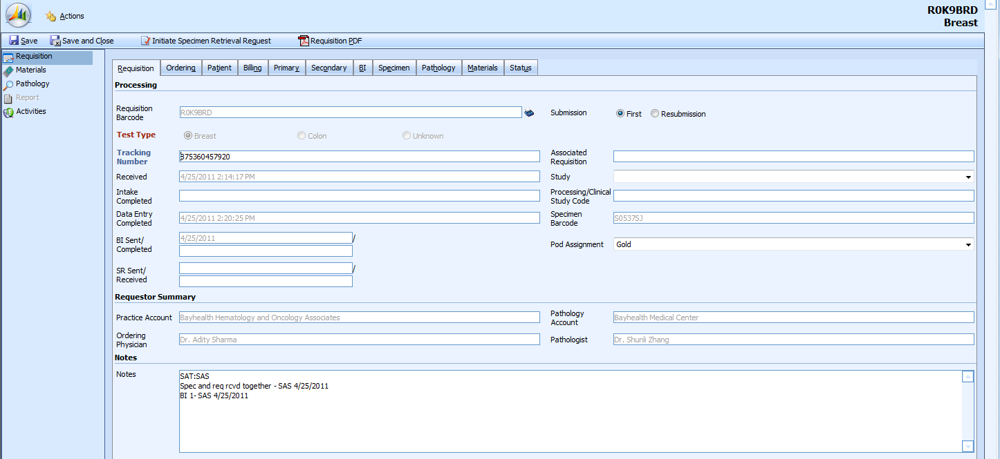 R0K9BRD
Breast
Actions
Save
Save and Close
Initiate Specimen Retrieval Request
Requisition PDF
Requisition
Materials
Pathology
Report
Activities
Requisition Ordering Patient Billing Primary Secondary BI Specimen Pathology Materials Status
Processing
Requisition
Barcode
R0K9BRD
Submission
First
Resubmission
Test Type
Breast
Colon
Unknown
Tracking
Number
375360457920
Associated
Requisition
Received
4/25/2011 2:14:17 PM
Study
Intake
Completed
Processing/Clinical
Study Code
Data Entry
Completed
4/25/2011 2:20:25 PM
Specimen
Barcode
S0537SJ
BI Sent/
Completed
4/25/2011
/
Pod Assignment
Gold
SR Sent/
Received
/
Requestor Summary
Practice Account
Bayhealth Hematology and Oncology Associates
Pathology
Account
Bayhealth Medical Center
Ordering
Physician
Dr. Adity Sharma
Pathologist
Dr. Shunli Zhang
Notes
Notes
SAT:SAS
Spec and req rcvd together - SAS 4/25/2011
BI 1- SAS 4/25/2011